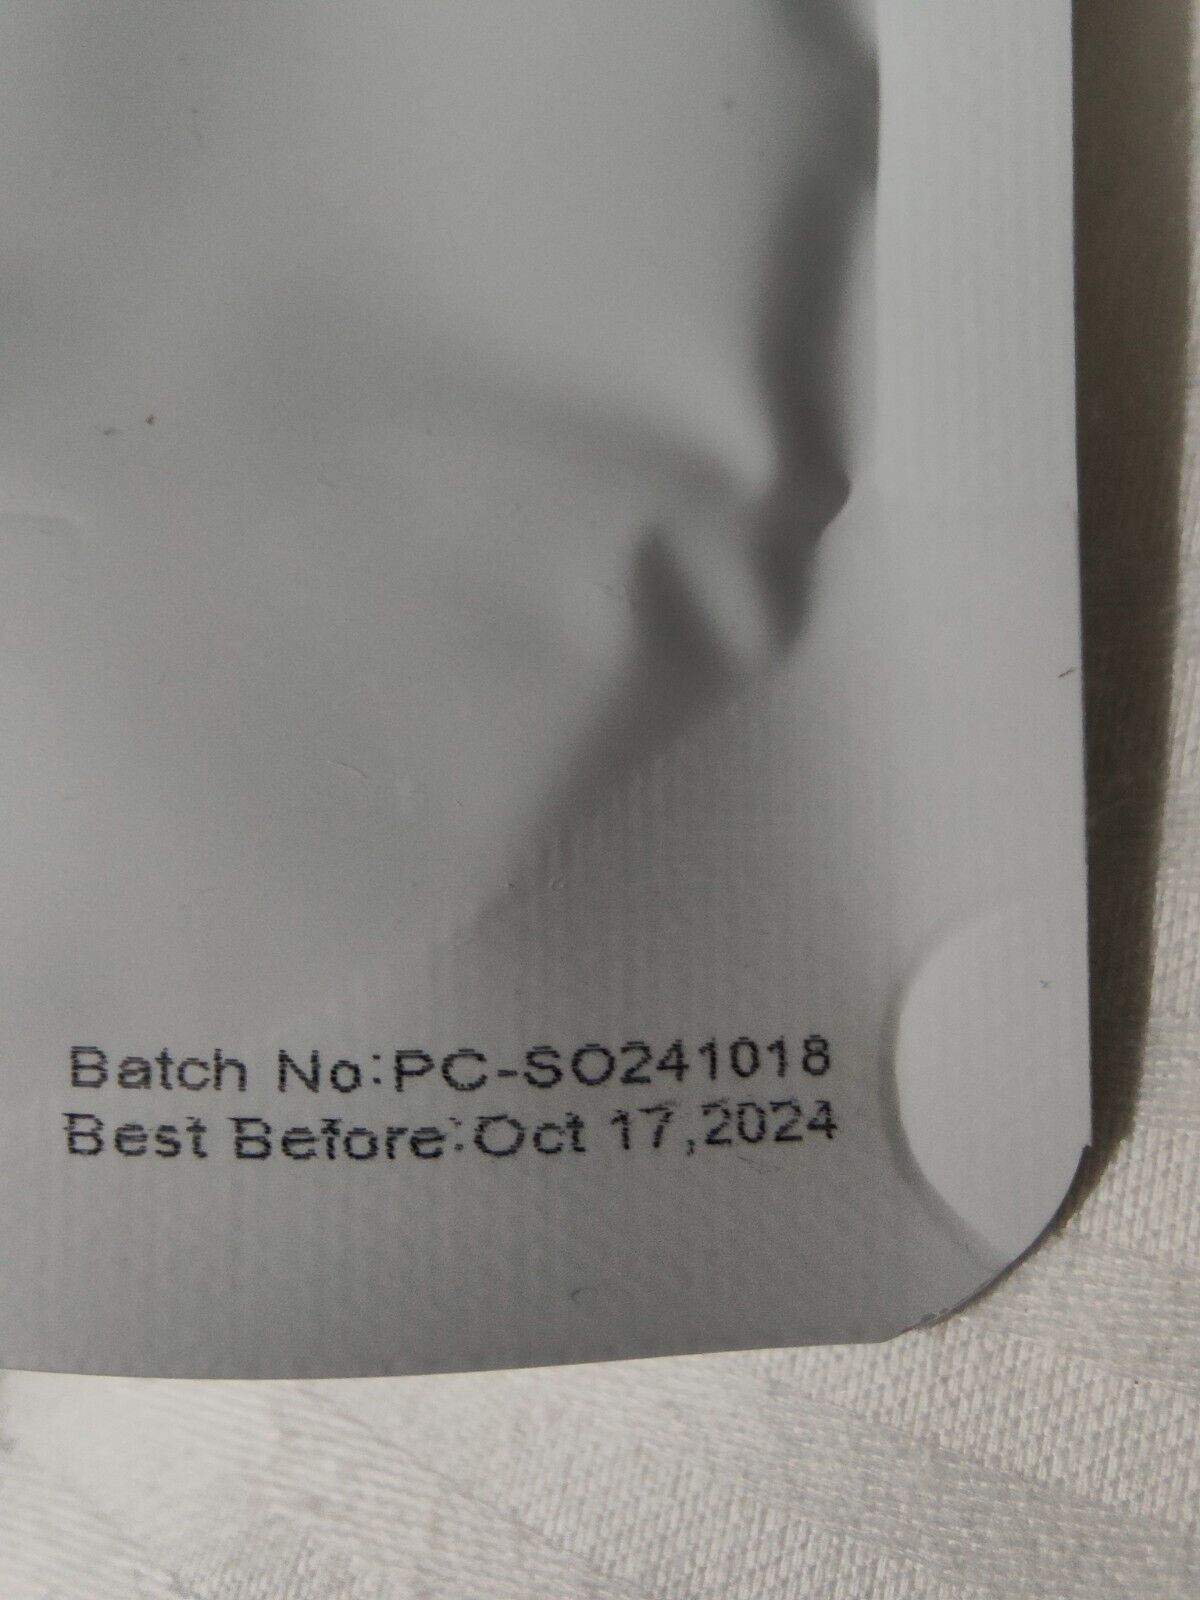 Batch No:PC-SO241018
Best Before:Oct 17,2024